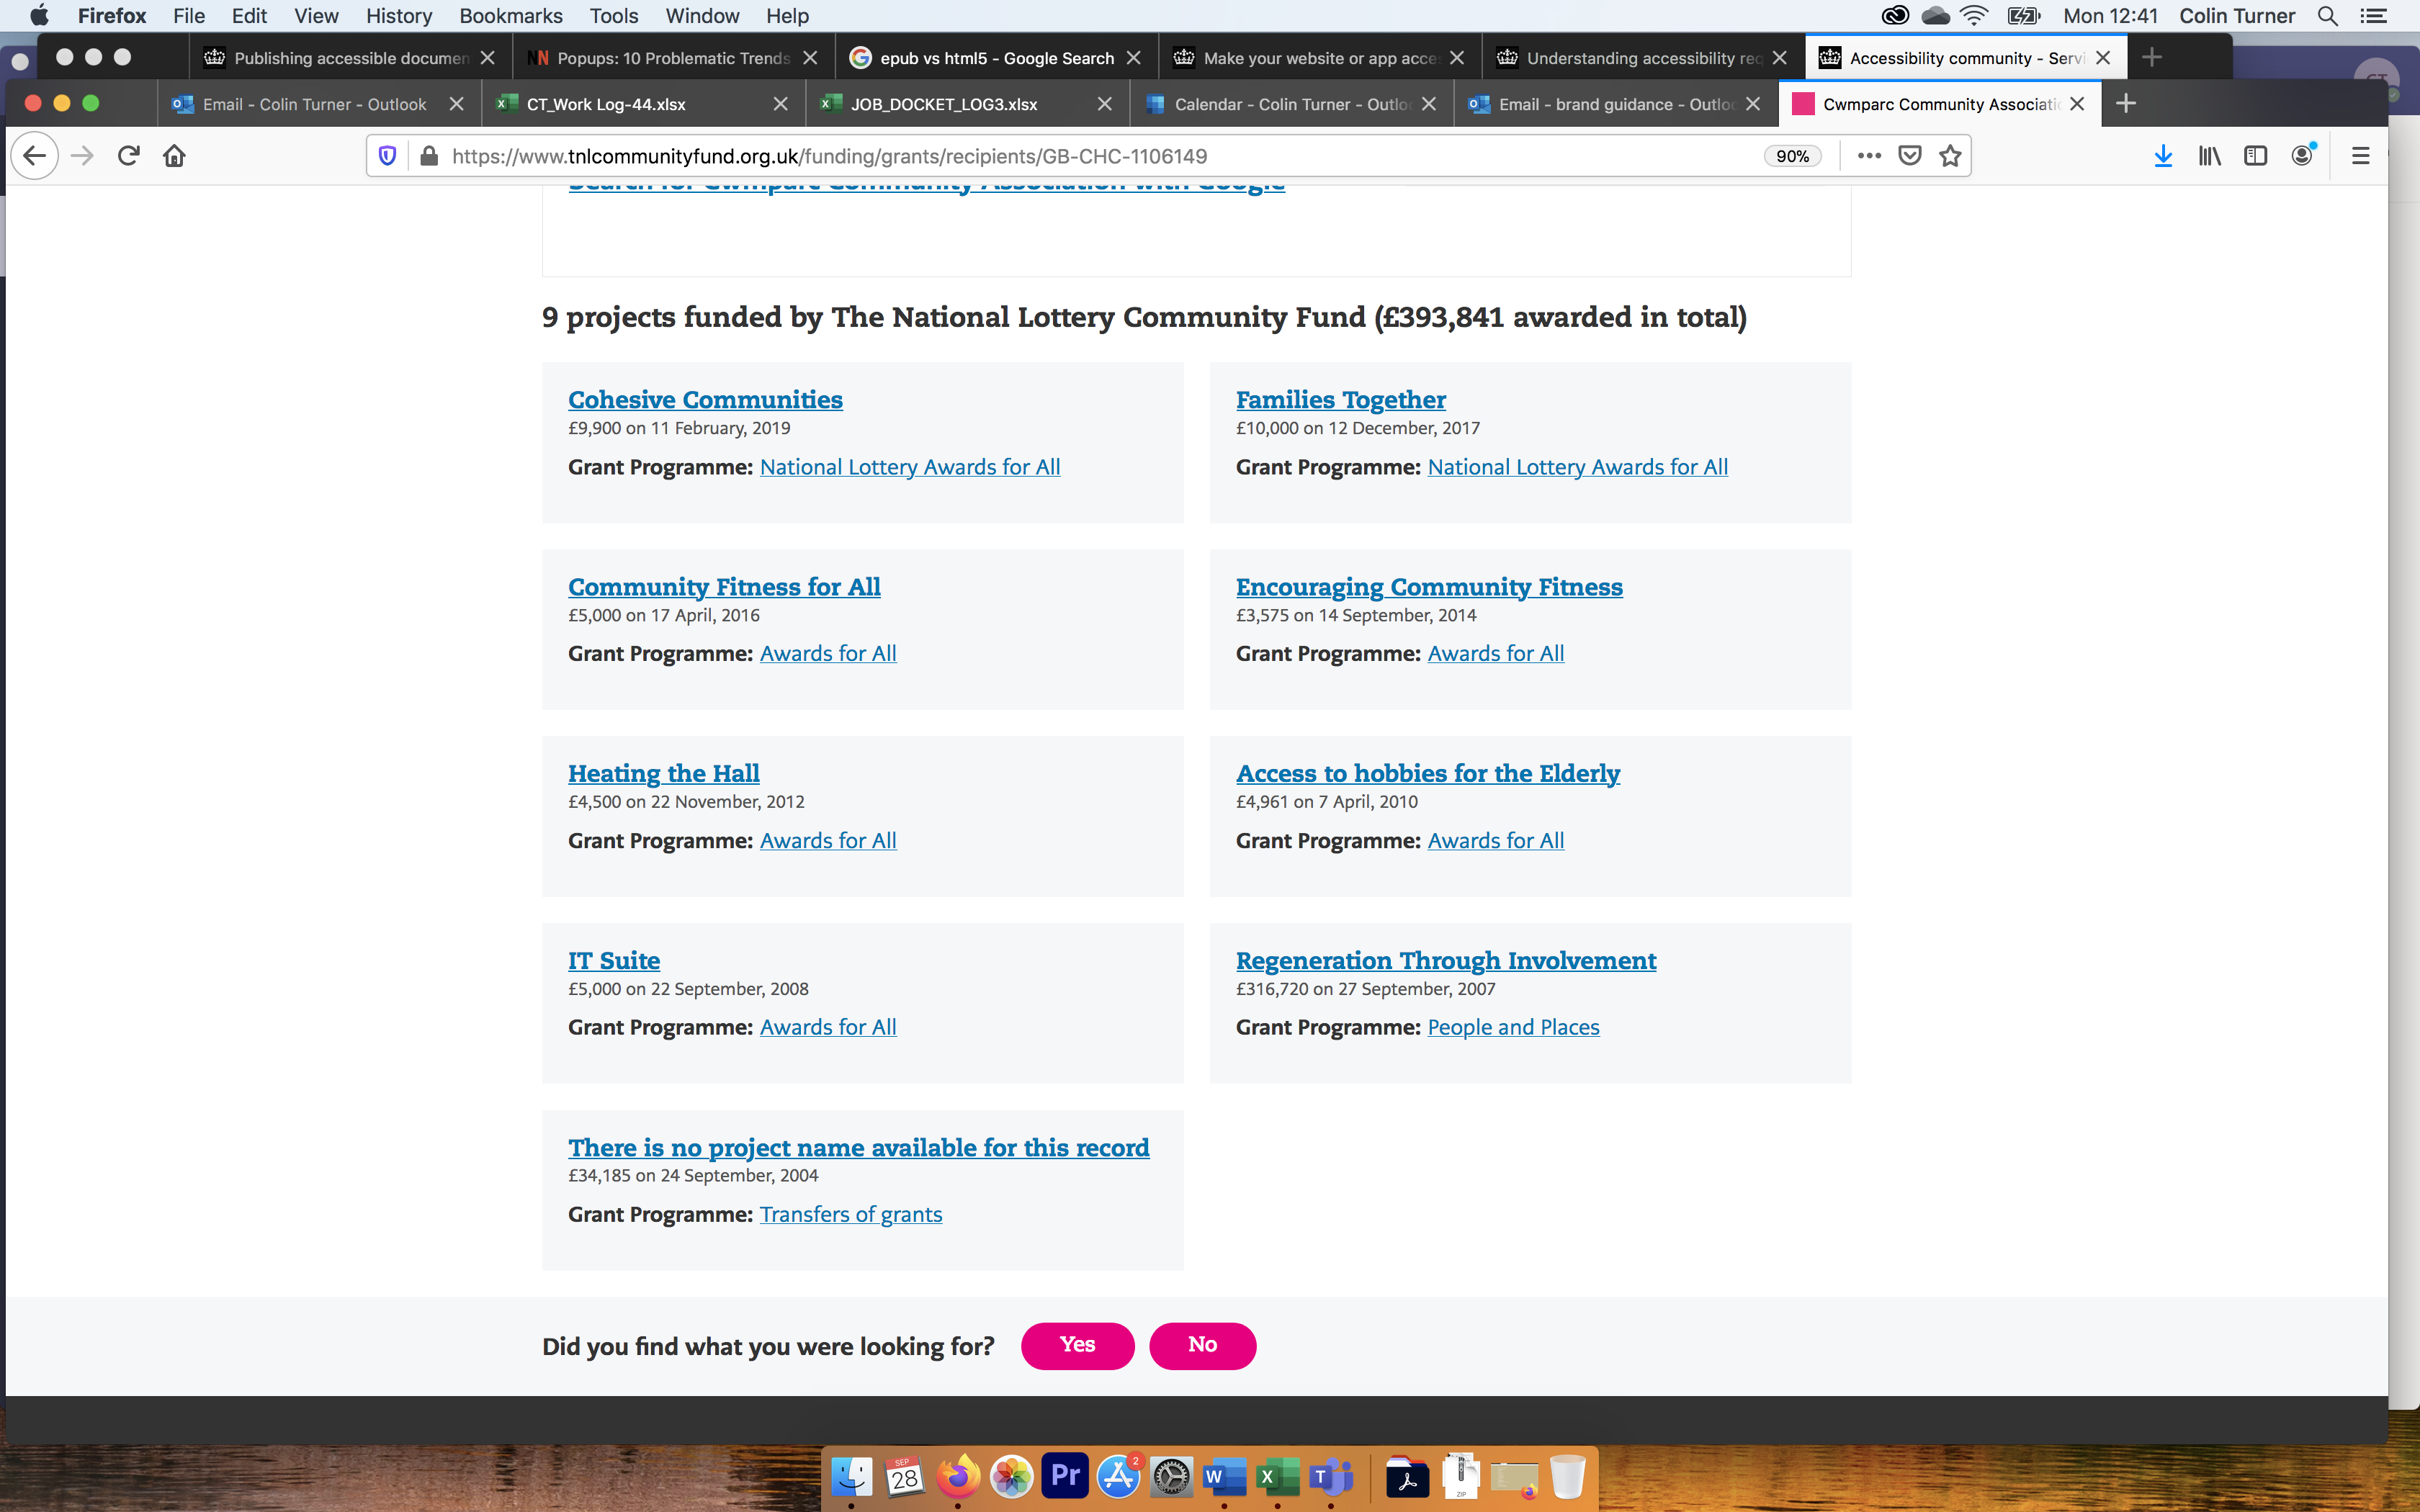 Firefox File Edit View History Bookmarks Tools Window Help Mon 12:41 Colin Turner
Publishing accessible documen Popups: 10 Problematic Trends epub vs html5 - Google Search Make your website or app acce Understanding accessibility req Accessibility community - Servi
Email - Colin Turner - Outlook CT_Work Log-44.xlsx JOB_DOCKET_LOG3.xlsx Calendar - Colin Turner - Outlo Email - brand guidance - Outloc Cwmparc Community Associati
https://www.tnlcommunityfund.org.uk/funding/grants/recipients/GB-CHC-1106149 90%
Search for Cwmparc Community Association with Google
9 projects funded by The National Lottery Community Fund (£393,841 awarded in total)
Cohesive Communities
£9,900 on 11 February, 2019
Grant Programme: National Lottery Awards for All
Families Together
£10,000 on 12 December, 2017
Grant Programme: National Lottery Awards for All
Community Fitness for All
£5,000 on 17 April, 2016
Grant Programme: Awards for All
Encouraging Community Fitness
£3,575 on 14 September, 2014
Grant Programme: Awards for All
Heating the Hall
£4,500 on 22 November, 2012
Grant Programme: Awards for All
Access to hobbies for the Elderly
£4,961 on 7 April, 2010
Grant Programme: Awards for All
IT Suite
£5,000 on 22 September, 2008
Grant Programme: Awards for All
Regeneration Through Involvement
£316,720 on 27 September, 2007
Grant Programme: People and Places
There is no project name available for this record
£34,185 on 24 September, 2004
Grant Programme: Transfers of grants
Did you find what you were looking for? Yes No
SEP
28
Pr
2
W
X
T
ZIP